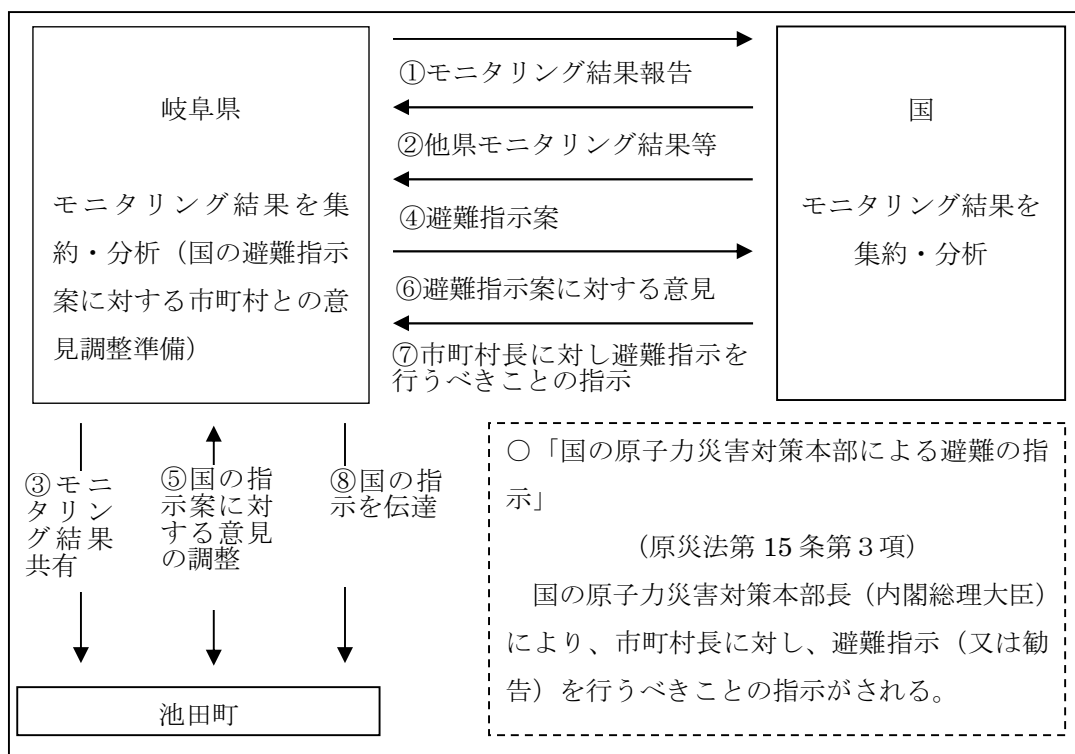 岐阜県
モニタリング結果を集
約・分析（国の避難指示
案に対する市町村との意
見調整準備）
①モニタリング結果報告
②他県モニタリング結果等
④避難指示案
⑥避難指示案に対する意見
⑦市町村長に対し避難指示を
行うべきことの指示
国
モニタリング結果を
集約・分析
③モニ
タリン
グ結果
共有
⑤国の指
示案に対
する意見
の調整
⑧国の指
示を伝達
○「国の原子力災害対策本部による避難の指
示」
（原災法第 15 条第３項）
国の原子力災害対策本部長（内閣総理大臣）
により、市町村長に対し、避難指示（又は勧
告）を行うべきことの指示がされる。
池田町